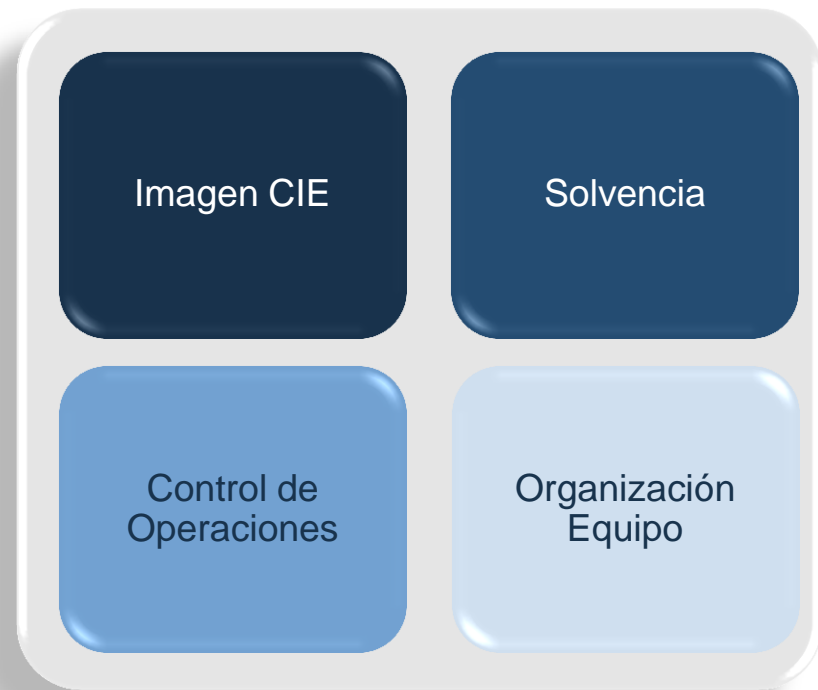 Imagen CIE
Solvencia
Control de
Operaciones
Organización
Equipo